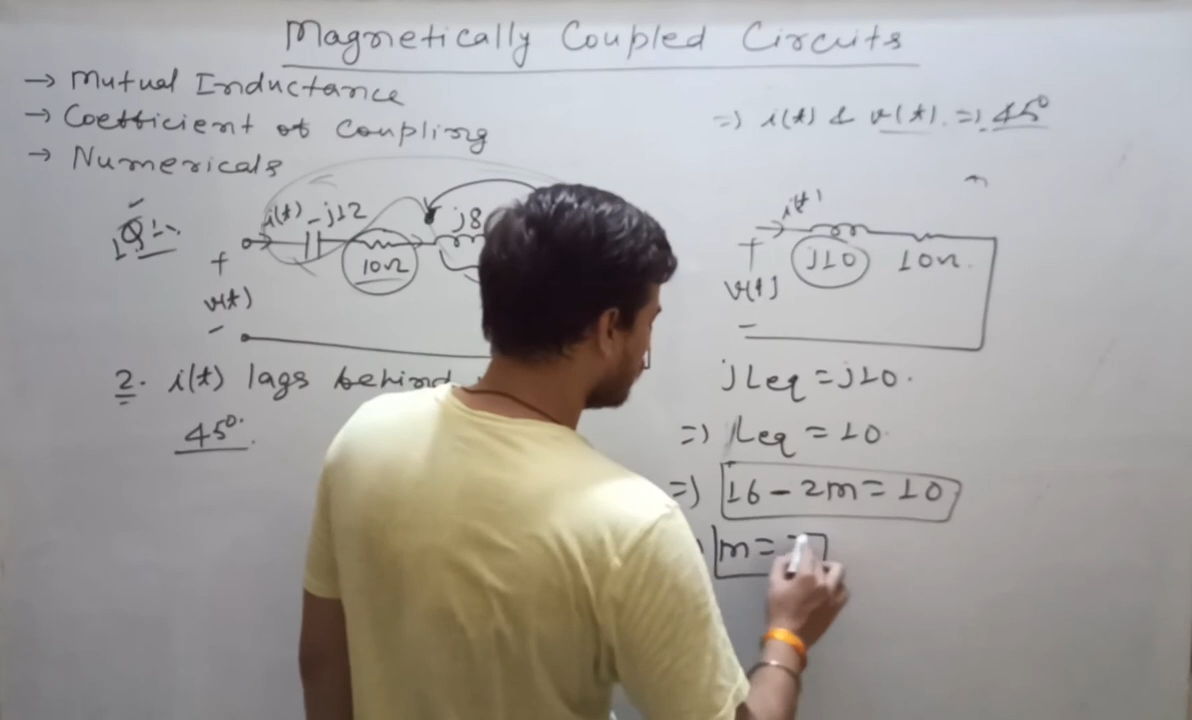 Magnetically Coupled Circuits
→ Mutual Inductance
→ Coefficient of Coupling
→ Numericals
Q:-
i(t) -j12
j8
10Ω
+
v(t)
-
2. i(t) lags behind
45°.
=) i(t) & v(t). =) 45°
i(t)
+
j10 10Ω
v(t)
-
jLeq = j10.
=) Leq = 10
=) 16 - 2m = 10
m =